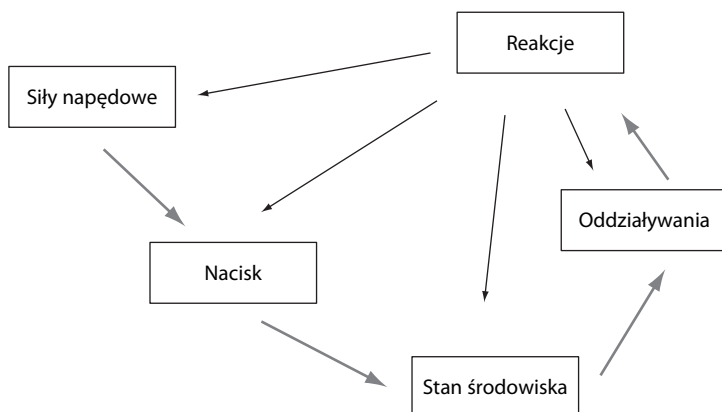 Reakcje
Siły napędowe
Oddziaływania
Nacisk
Stan środowiska